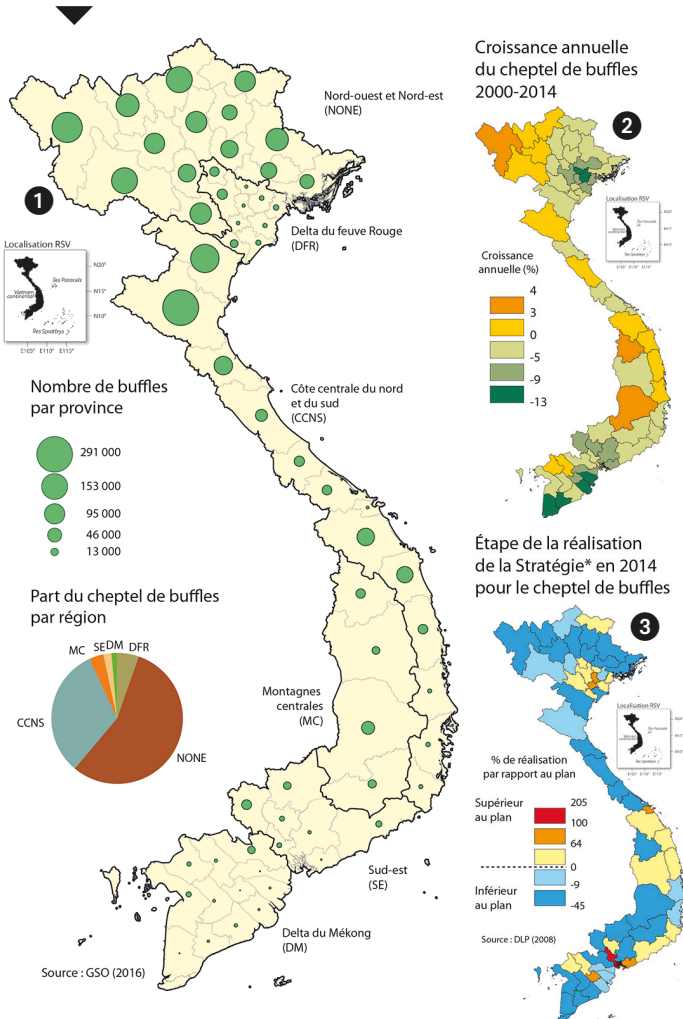 Nord-ouest et Nord-est
(NONE)
1
Delta du feuve Rouge
(DFR)
Localisation RSV
Vietnam
continental
Îles Paracels
Îles Spratleys
N20°
N15°
N10°
E105° E110° E115°
Nombre de buffles
par province
291 000
153 000
95 000
46 000
13 000
Côte centrale du nord
et du sud
(CCNS)
Part du cheptel de buffles
par région
MC
SE
DM
DFR
CCNS
NONE
Montagnes
centrales
(MC)
Sud-est
(SE)
Delta du Mékong
(DM)
Source : GSO (2016)
Croissance annuelle
du cheptel de buffles
2000-2014
2
Localisation RSV
Croissance
annuelle (%)
4
3
0
-5
-9
-13
Étape de la réalisation
de la Stratégie* en 2014
pour le cheptel de buffles
3
Localisation RSV
% de réalisation
par rapport au plan
Supérieur
au plan
205
100
64
0
-9
-45
Inférieur
au plan
Source : DLP (2008)